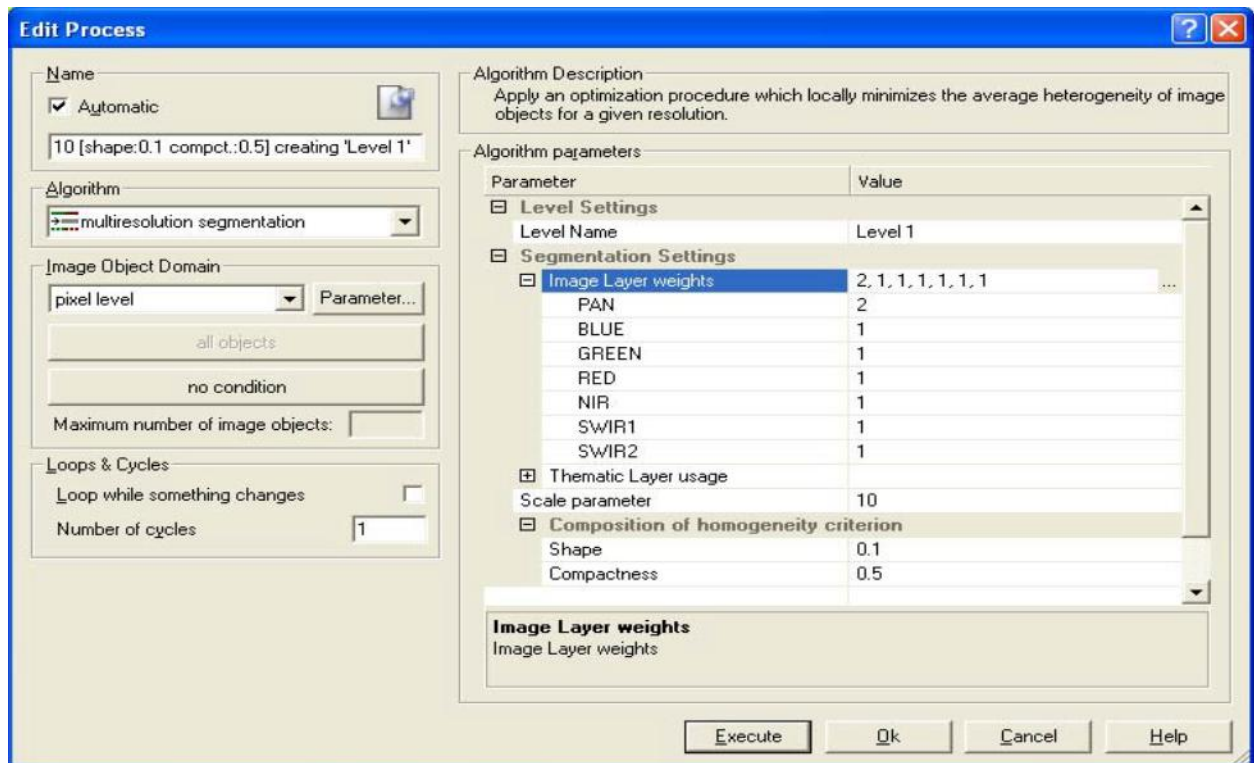 Edit Process
Name
Automatic
10 [shape:0.1 compct.:0.5] creating 'Level 1'
Algorithm
multiresolution segmentation
Image Object Domain
pixel level
Parameter...
all objects
no condition
Maximum number of image objects:
Loops & Cycles
Loop while something changes
Number of cycles 1
Algorithm Description
Apply an optimization procedure which locally minimizes the average heterogeneity of image
objects for a given resolution.
Algorithm parameters
Parameter Value
Level Settings
Level Name Level 1
Segmentation Settings
Image Layer weights 2, 1, 1, 1, 1, 1, 1 ...
PAN 2
BLUE 1
GREEN 1
RED 1
NIR 1
SWIR1 1
SWIR2 1
Thematic Layer usage
Scale parameter 10
Composition of homogeneity criterion
Shape 0.1
Compactness 0.5
Image Layer weights
Image Layer weights
Execute Ok Cancel Help